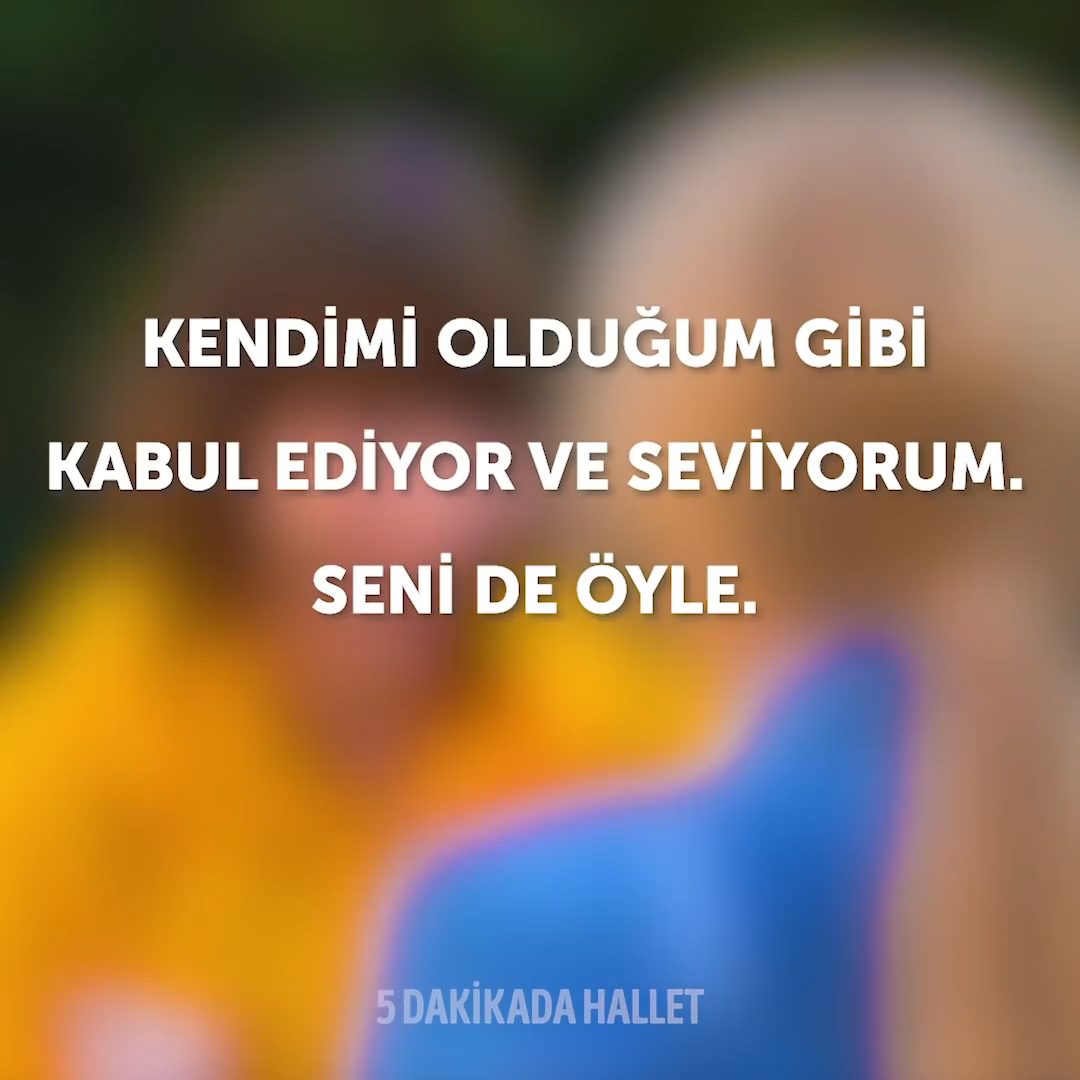 KENDİMİ OLDUĞUM GİBİ
KABUL EDİYOR VE SEVİYORUM.
SENİ DE ÖYLE.
5 DAKİKADA HALLET